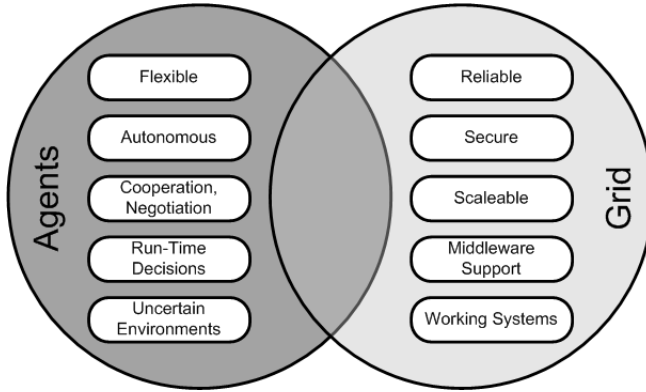 Agents
Flexible
Autonomous
Cooperation,
Negotiation
Run-Time
Decisions
Uncertain
Environments
Reliable
Secure
Scaleable
Middleware
Support
Working Systems
Grid